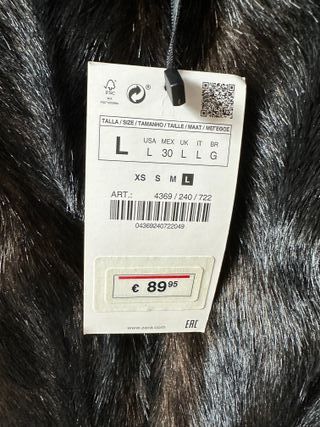 FSC
TALLA / SIZE / TAMANHO / TAILLE / MAAT / ΜΕΓΕΘΟΣ
L
USA MEX UK IT BR
L 30 L L G
XS S M L
ART.: 4369 / 240 / 722
04369240722049
€ 89,95
www.zara.com
EAC